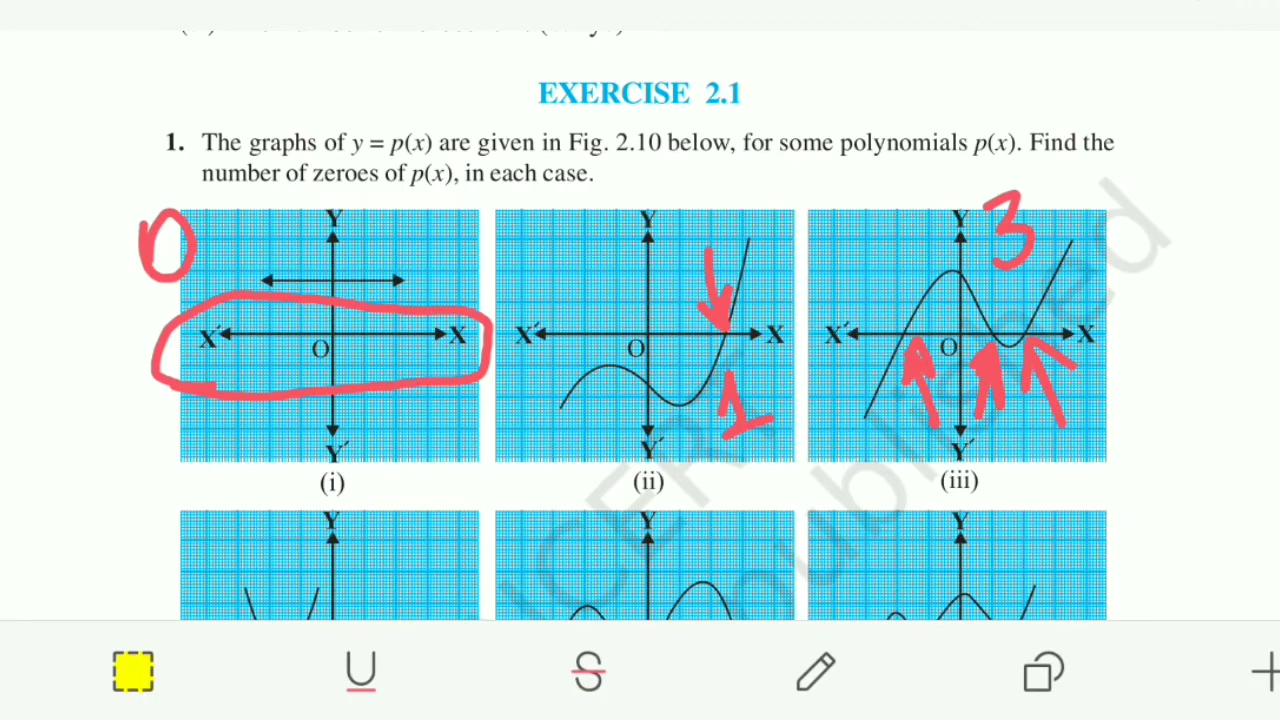 EXERCISE 2.1
1. The graphs of y = p(x) are given in Fig. 2.10 below, for some polynomials p(x). Find the
number of zeroes of p(x), in each case.
0
Y
X′ X
O
Y′
(i)
Y
X′ X
O
1
Y′
(ii)
3
Y
X′ X
O
Y′
(iii)
Y
Y
Y
U
S